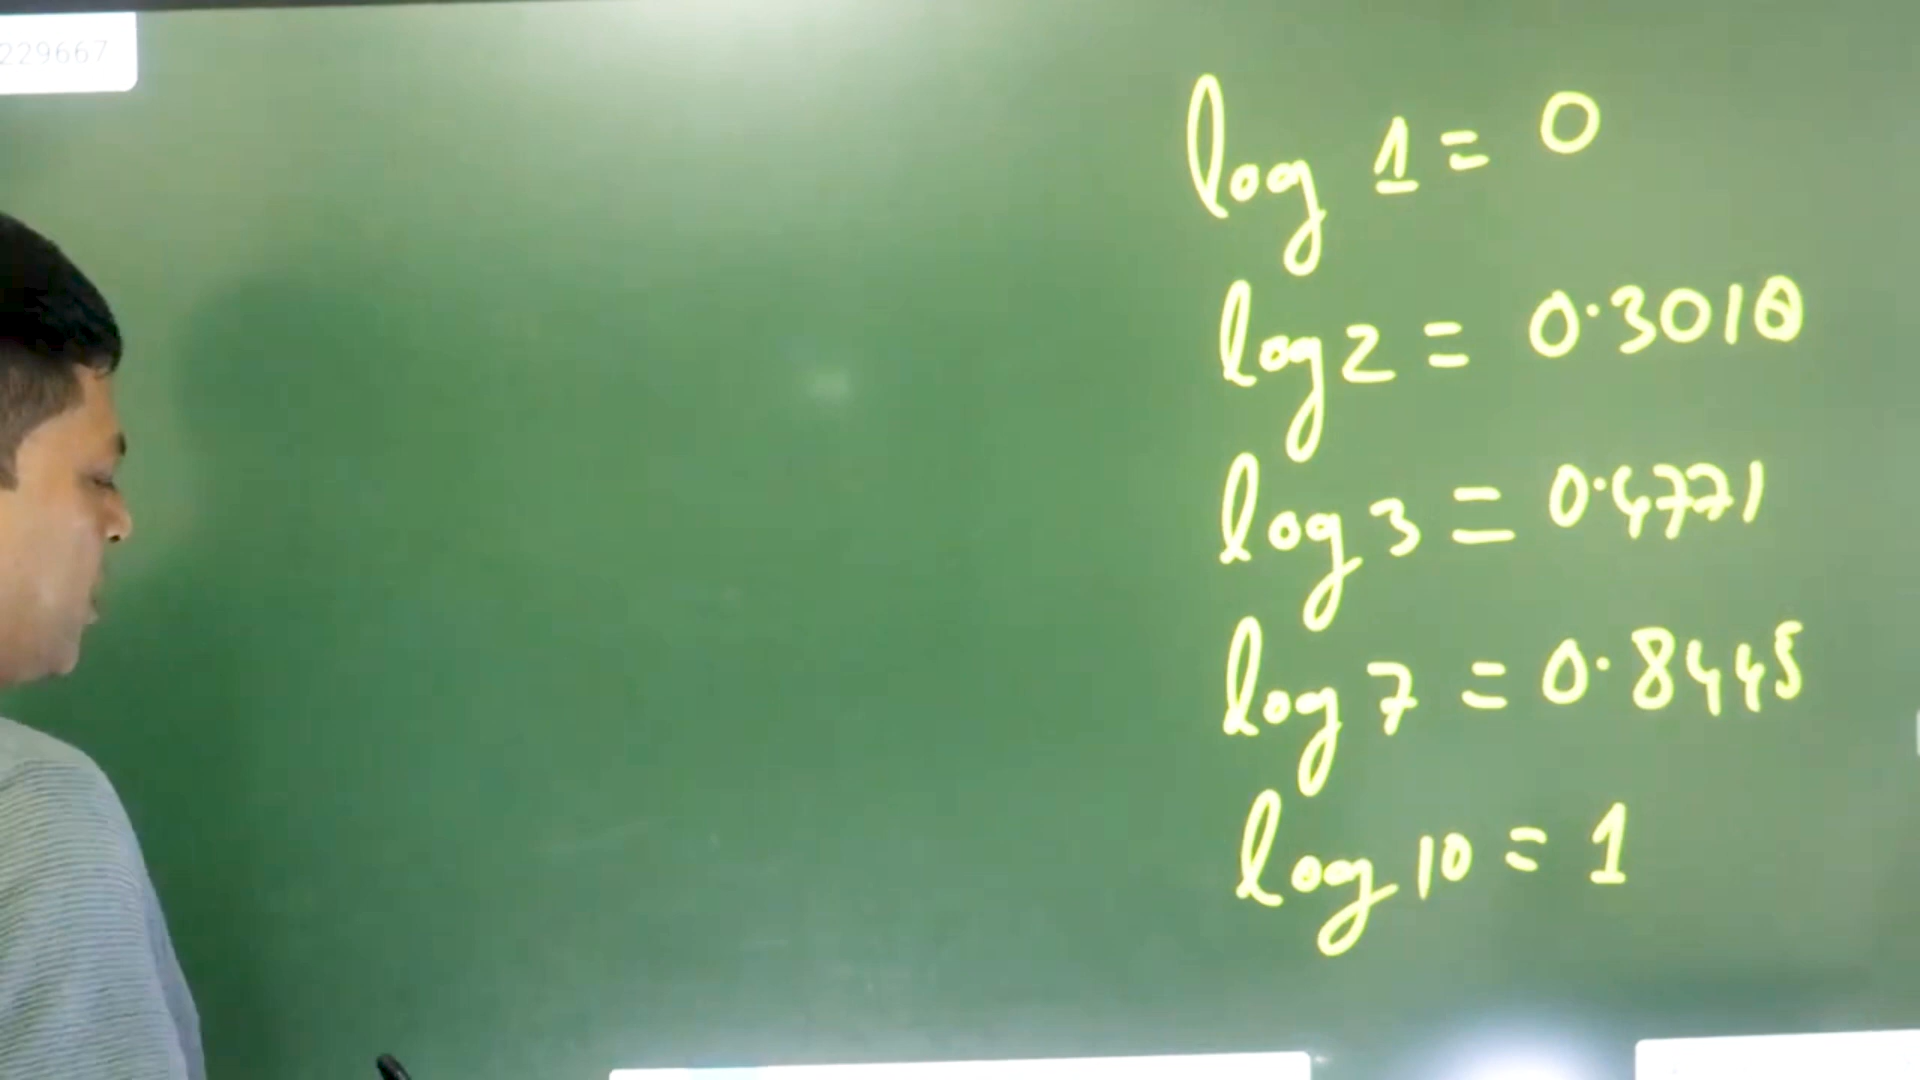 229667
log 1 = 0
log 2 = 0.3010
log 3 = 0.4771
log 7 = 0.8445
log 10 = 1